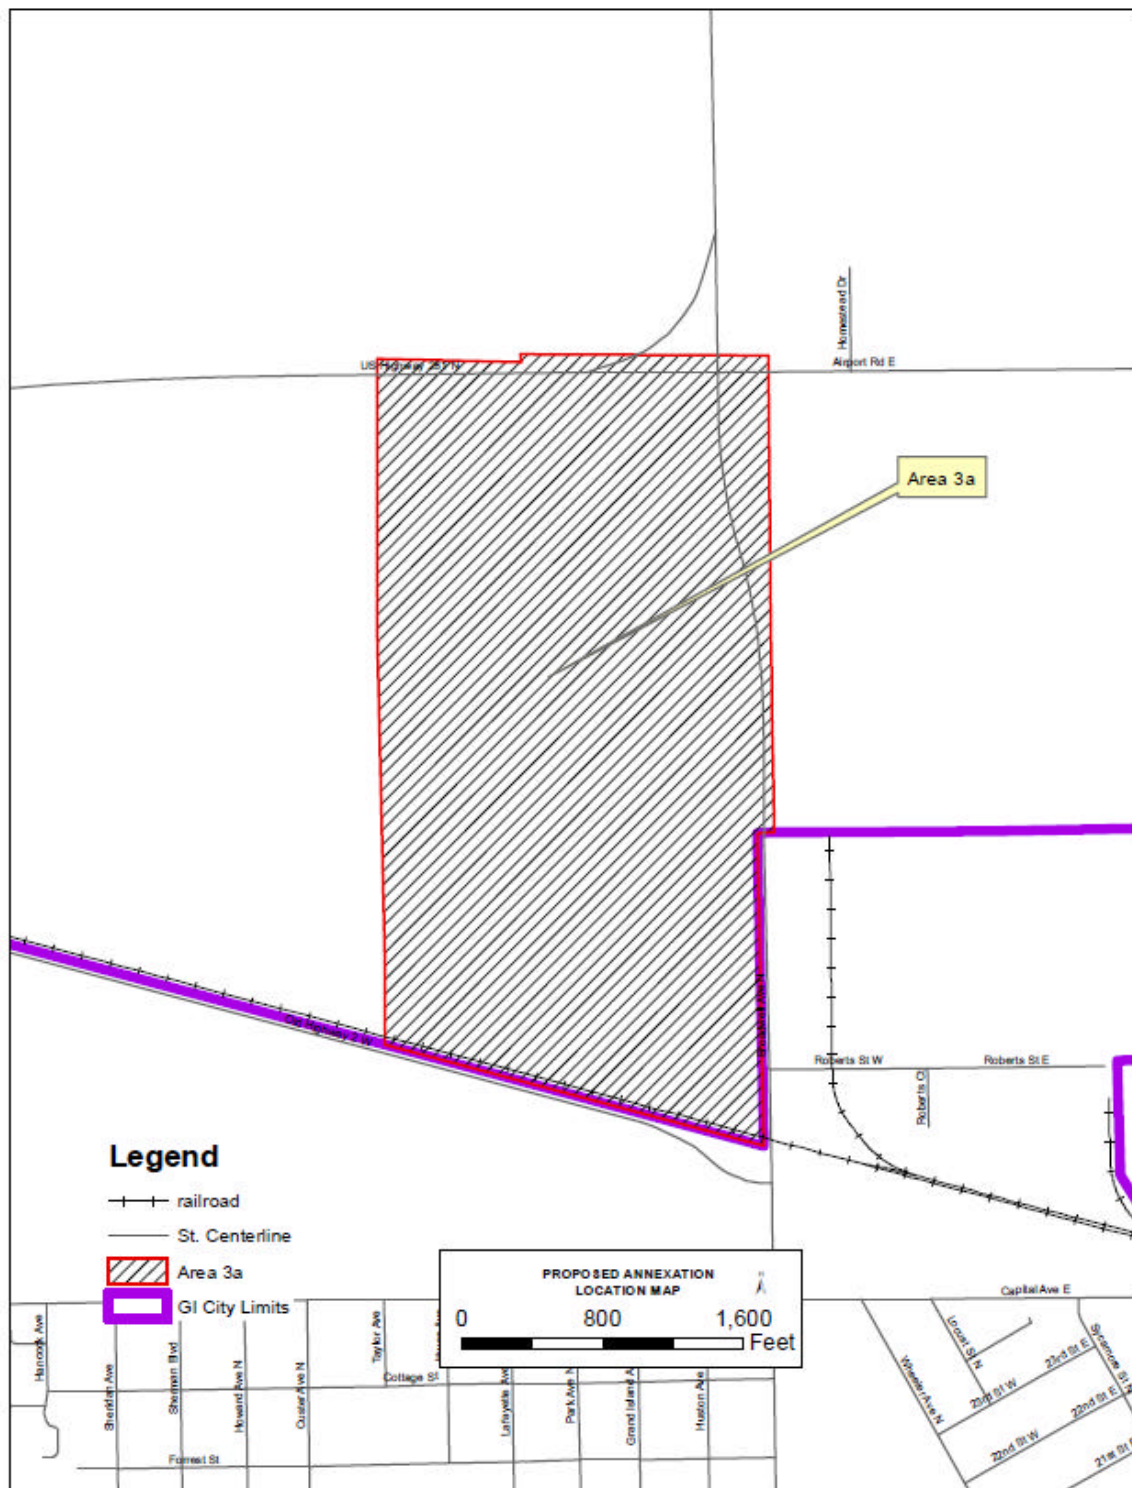 Homestead Dr
US Highway 281 N
Airport Rd E
Area 3a
Broadwell Ave N
Old Highway 2 W
Roberts St W
Roberts St E
Roberts Ct
Legend
railroad
St. Centerline
Area 3a
GI City Limits
PROPOSED ANNEXATION
LOCATION MAP
N
0
800
1,600
Feet
Capital Ave E
Hancock Ave
Sheridan Ave
Sherman Blvd
Howard Ave N
Custer Ave N
Taylor Ave
Cottage St
Lafayette Ave
Park Ave N
Grand Island A
Huston Ave
Forrest St
Wheeler Ave N
Locust St N
Sycamore St N
23rd St E
23rd St W
22nd St E
22nd St W
21st St E